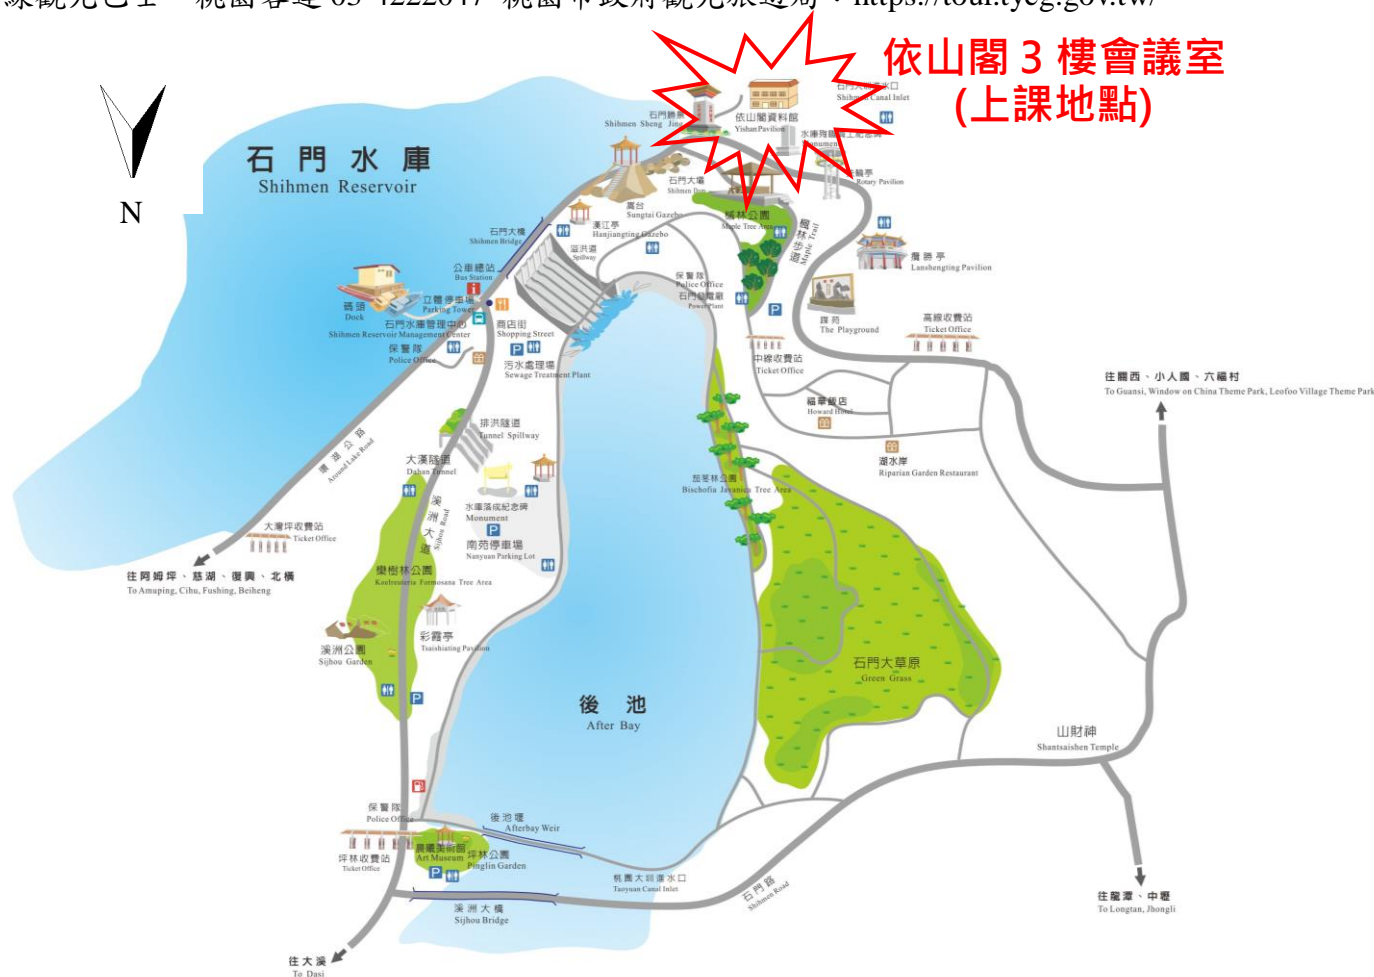 線觀光巴士 桃園客運 03-4222047 桃園市政府觀光旅遊局：https://tour.tycg.gov.tw/
依山閣 3 樓會議室
(上課地點)
N
石門水庫
Shihmen Reservoir
石門勝景
Shihmen Sheng Jing
依山閣資料館
Yishan Pavilion
Shihmen Canal Inlet
Monument
Rotary Pavilion
石門大壩
Shihmen Dam
嵩台
Sungtai Gazebo
溪江亭
Hanjiangting Gazebo
楓林公園
Maple Tree Area
楓林步道
Maple Trail
嵐勝亭
Lanshengting Pavilion
石門大橋
Shihmen Bridge
溢洪道
Spillway
公車總站
Bus Station
立體停車場
Parking Tower
碼頭
Dock
石門水庫管理中心
Shihmen Reservoir Management Center
保警隊
Police Office
商店街
Shopping Street
污水處理場
Sewage Treatment Plant
保警隊
Police Office
石門發電廠
Power Plant
P
The Playground
高線收費站
Ticket Office
中線收費站
Ticket Office
福華飯店
Howard Hotel
湖水岸
Riparian Garden Restaurant
往關西、小人國、六福村
To Guansi, Window on China Theme Park, Leofoo Village Theme Park
環湖公路
Around Lake Road
排洪隧道
Tunnel Spillway
大漢隧道
Dahan Tunnel
溪洲大道
Sijhou Road
水庫落成紀念碑
Monument
P
南苑停車場
Nanyuan Parking Lot
茄苳林公園
Bischofia Javanica Tree Area
大灣坪收費站
Ticket Office
往阿姆坪、慈湖、復興、北橫
To Amuping, Cihu, Fushing, Beiheng
欒樹林公園
Koelreuteria Formosana Tree Area
彩霞亭
Tsaishiating Pavilion
溪洲公園
Sijhou Garden
P
石門大草原
Green Grass
後池
After Bay
山財神
Shantsaishen Temple
保警隊
Police Office
坪林收費站
Ticket Office
晨曦美術館
Art Museum
坪林公園
Pinglin Garden
P
後池堰
Afterbay Weir
桃園大圳進水口
Taoyuan Canal Inlet
石門路
Shihmen Road
溪洲大橋
Sijhou Bridge
往龍潭、中壢
To Longtan, Jhongli
往大溪
To Dasi